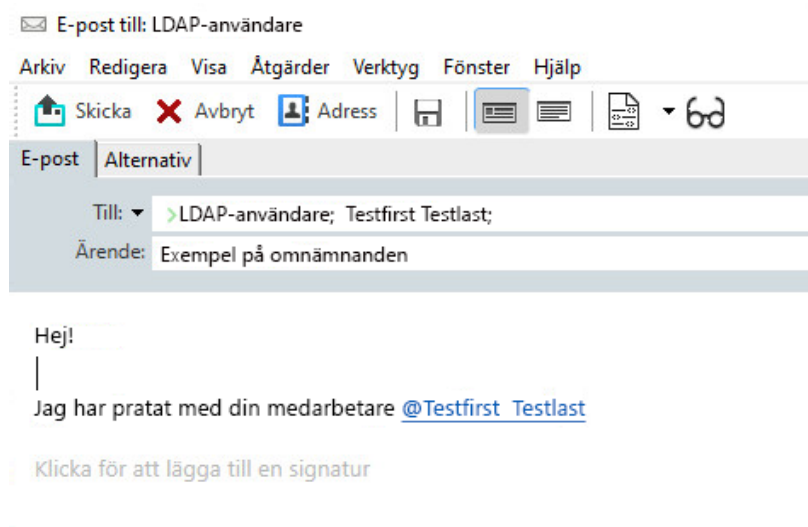 E-post till: LDAP-användare
Arkiv Redigera Visa Åtgärder Verktyg Fönster Hjälp
Skicka Avbryt Adress
E-post Alternativ
Till: >LDAP-användare; Testfirst Testlast;
Ärende: Exempel på omnämnanden
Hej!
Jag har pratat med din medarbetare @Testfirst Testlast
Klicka för att lägga till en signatur